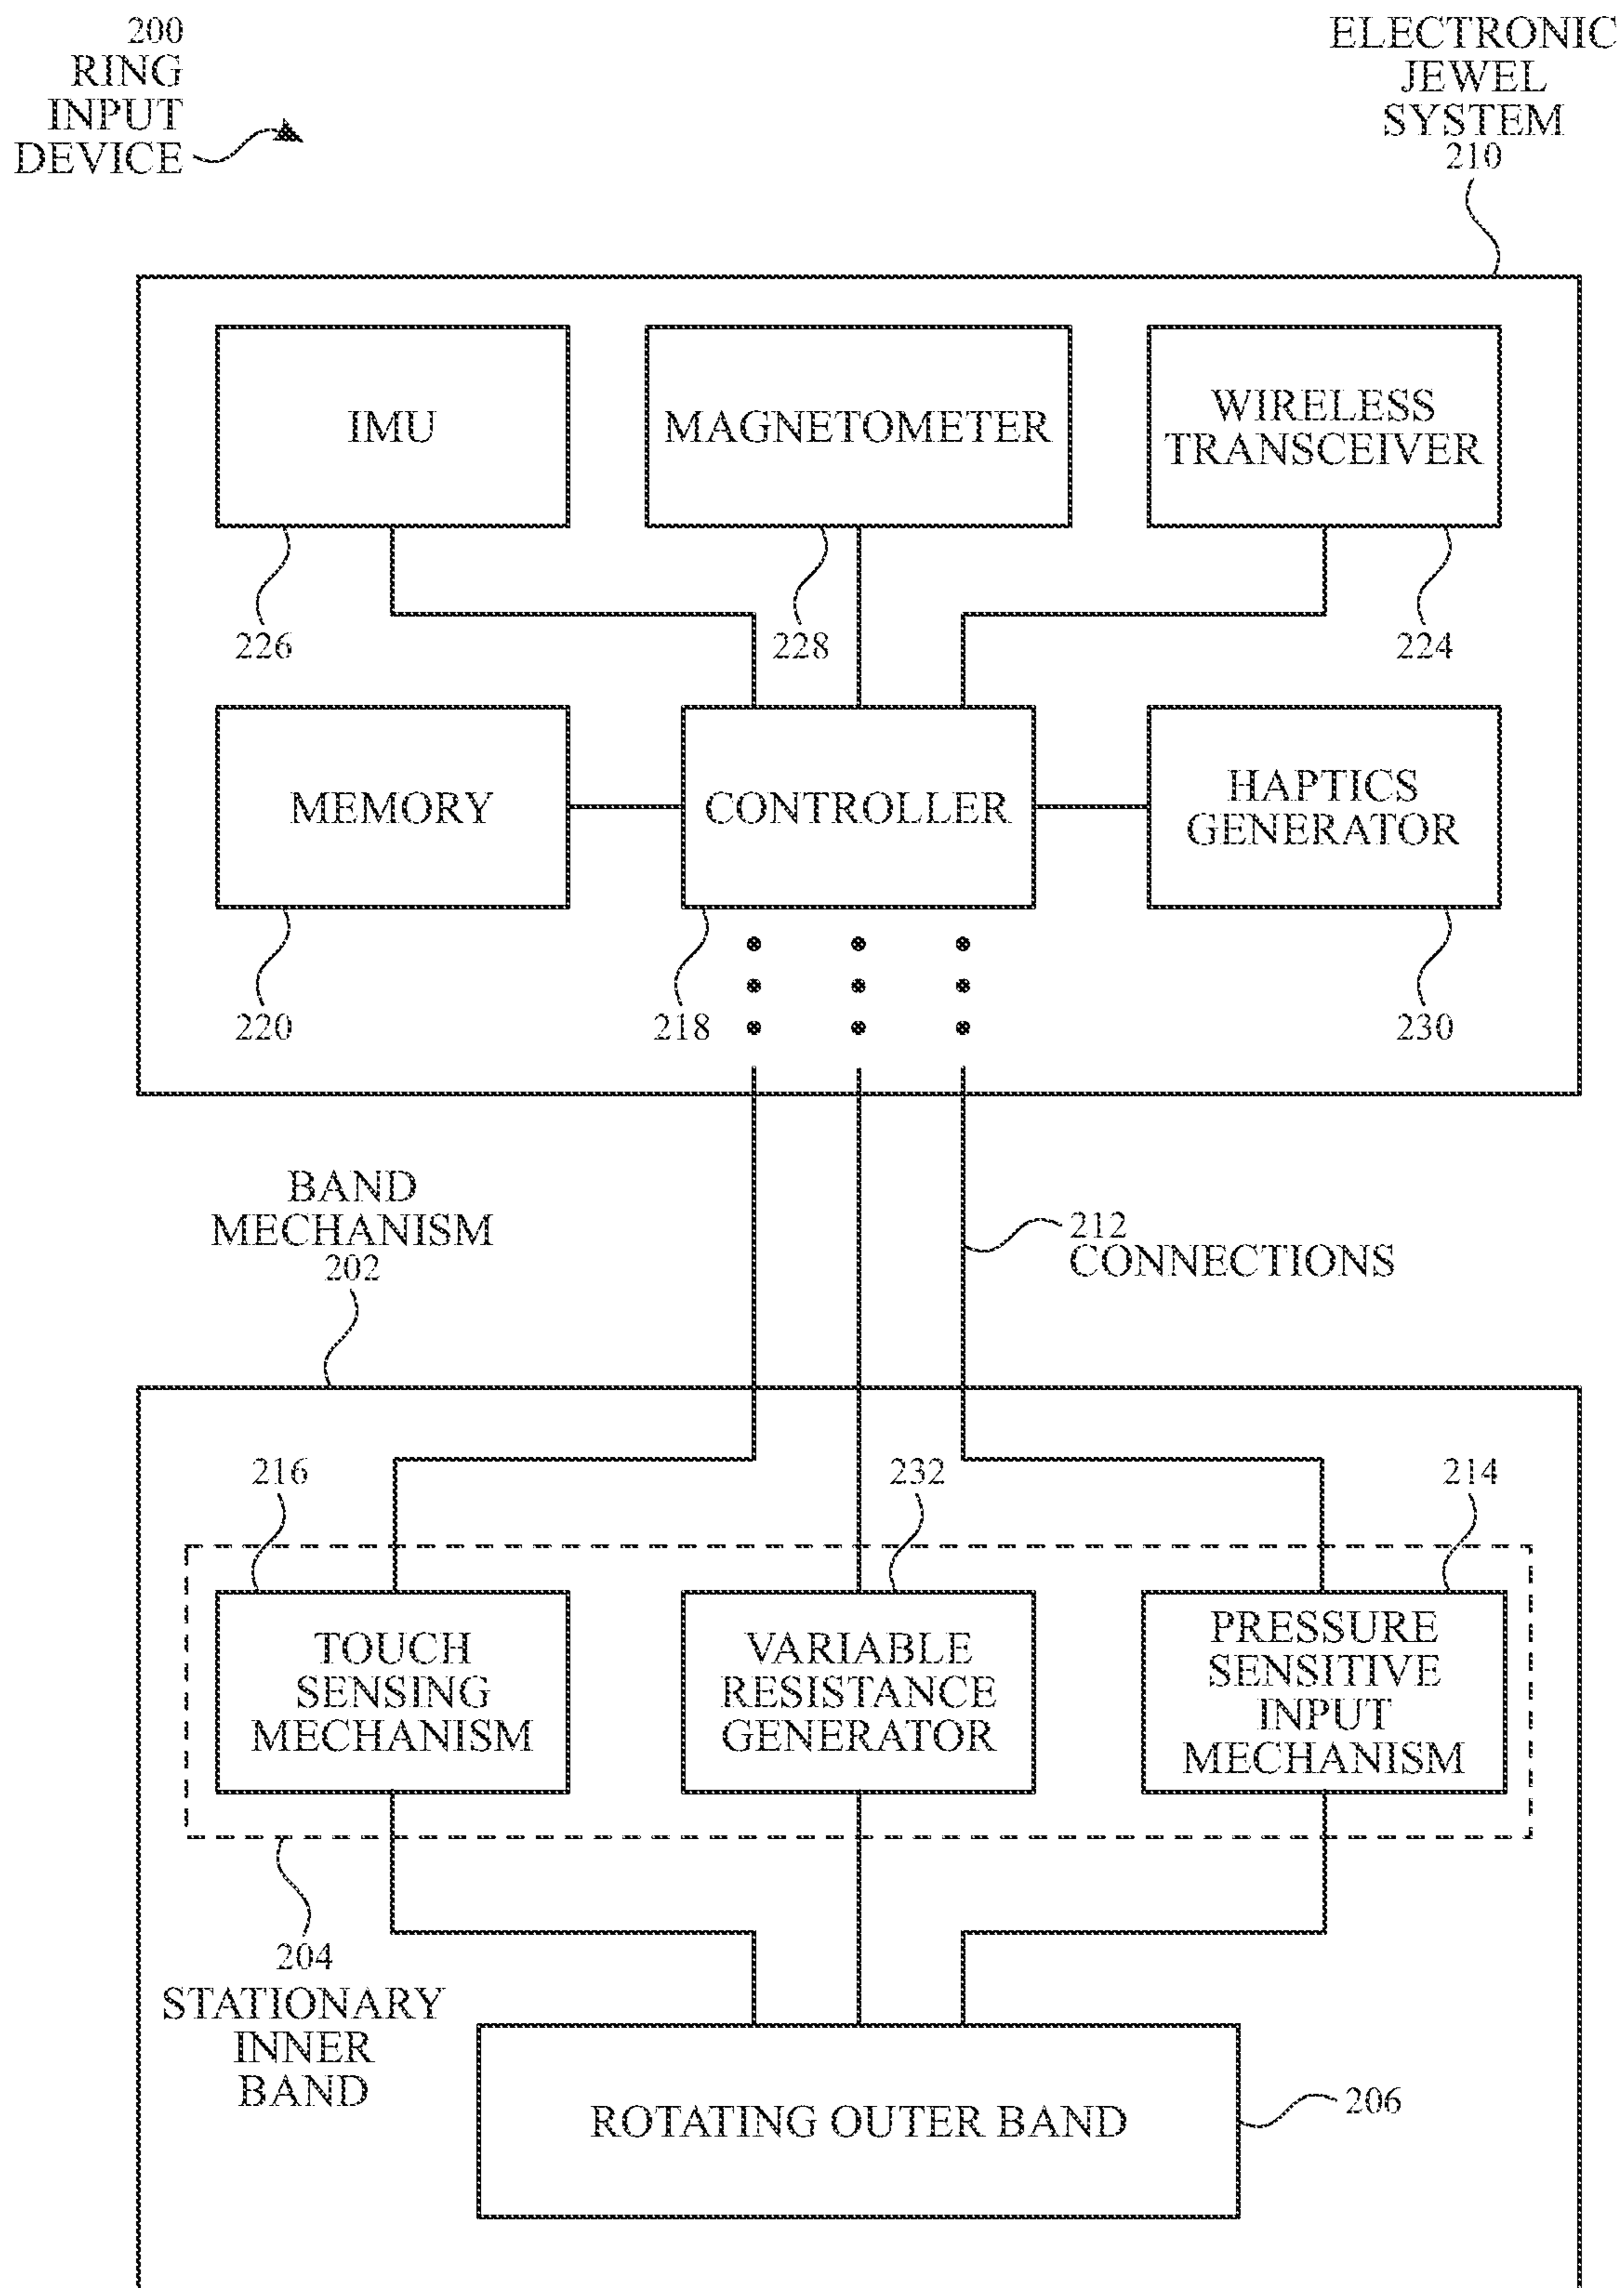 200
RING
INPUT
DEVICE
ELECTRONIC
JEWEL
SYSTEM
210
IMU
MAGNETOMETER
WIRELESS
TRANSCEIVER
226
228
224
MEMORY
CONTROLLER
HAPTICS
GENERATOR
220
218
230
BAND
MECHANISM
202
212
CONNECTIONS
216
232
214
TOUCH
SENSING
MECHANISM
VARIABLE
RESISTANCE
GENERATOR
PRESSURE
SENSITIVE
INPUT
MECHANISM
204
STATIONARY
INNER
BAND
ROTATING OUTER BAND
206